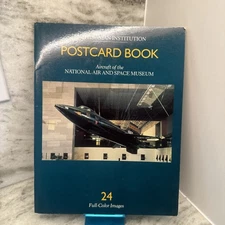 INSTITUTION
POSTCARD BOOK
Aircraft of the
NATIONAL AIR AND SPACE MUSEUM
24
Full Color Images